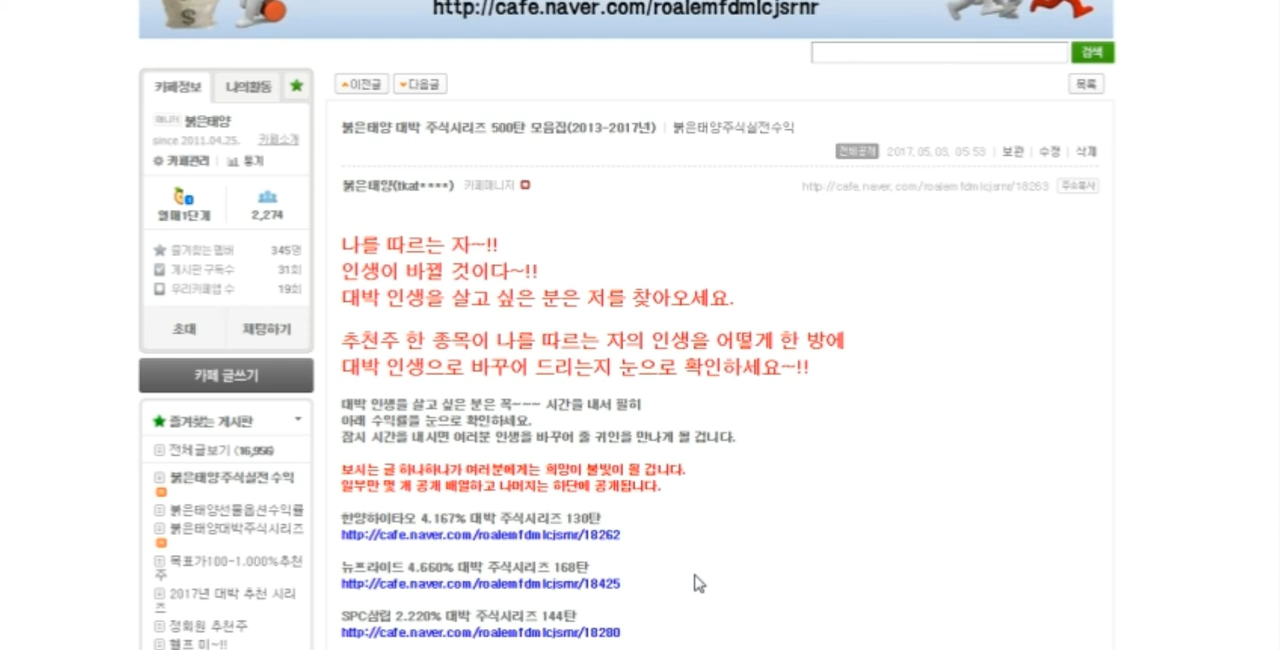 http://cafe.naver.com/roalemfdmlcjsrnr
검색
카페정보
나의활동
이전글
다음글
목록
매니저 붉은태양
since 2011.04.25.
카페소개
카페관리
통계
열매1단계
2,274
즐겨찾는 멤버 345명
게시판 구독수 31회
우리카페앱 수 19회
초대
채팅하기
카페 글쓰기
즐겨찾는 게시판
전체글보기 (16,956)
붉은태양주식실전수익
붉은태양선물옵션수익률
붉은태양대박주식시리즈
목표가100-1.000%추천
주
2017년 대박 추천 시리
즈
정회원 추천주
헬프 미~!!
붉은태양 대박 주식시리즈 500탄 모음집(2013-2017년) | 붉은태양주식실전수익
전체공개 2017.05.03. 05:53 | 보관 | 수정 | 삭제
붉은태양(tkat****) 카페매니저
http://cafe.naver.com/roalemfdmlcjsrnr/18263 주소복사
나를 따르는 자~!!
인생이 바뀔 것이다~!!
대박 인생을 살고 싶은 분은 저를 찾아오세요.
추천주 한 종목이 나를 따르는 자의 인생을 어떻게 한 방에
대박 인생으로 바꾸어 드리는지 눈으로 확인하세요~!!
대박 인생을 살고 싶은 분은 꼭~~~ 시간을 내서 필히
아래 수익률을 눈으로 확인하세요.
잠시 시간을 내시면 여러분 인생을 바꾸어 줄 귀인을 만나게 될 겁니다.
보시는 글 하나하나가 여러분에게는 희망이 불빛이 될 겁니다.
일부만 몇 개 공개 배열하고 나머지는 하단에 공개됩니다.
한양하이타오 4.167% 대박 주식시리즈 130탄
http://cafe.naver.com/roalemfdmlcjsrnr/18262
뉴프라이드 4.660% 대박 주식시리즈 168탄
http://cafe.naver.com/roalemfdmlcjsrnr/18425
SPC삼립 2.220% 대박 주식시리즈 144탄
http://cafe.naver.com/roalemfdmlcjsrnr/18280